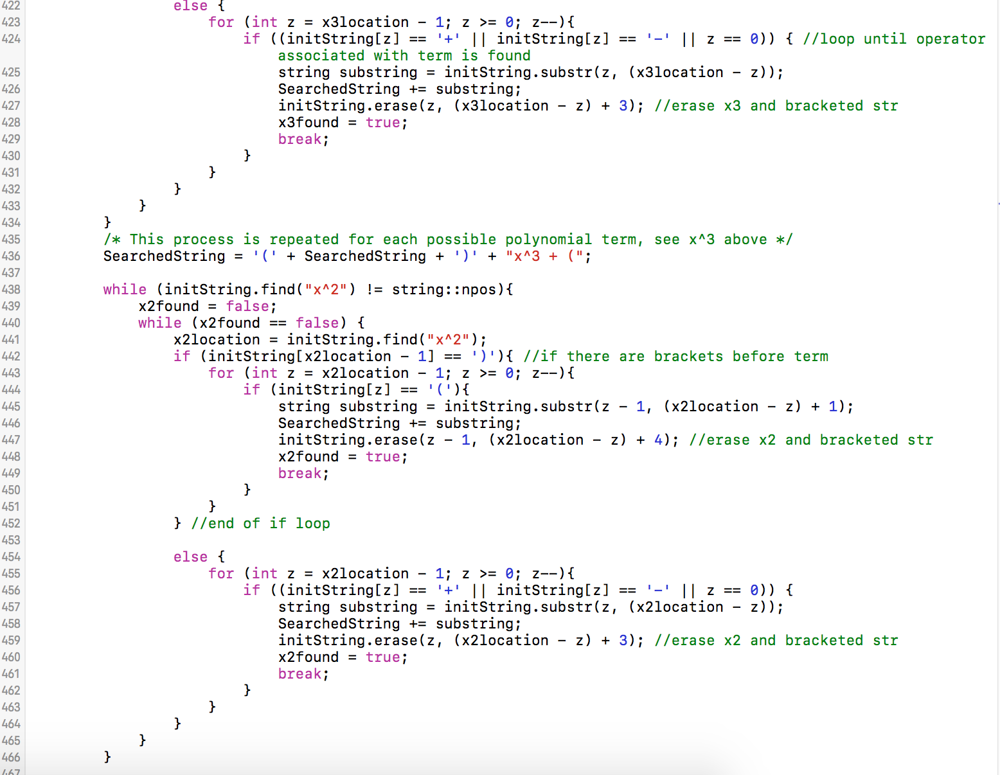 422 else {
423 for (int z = x3location - 1; z >= 0; z--){
424 if ((initString[z] == '+' || initString[z] == '-' || z == 0)) { //loop until operator
associated with term is found
425 string substring = initString.substr(z, (x3location - z));
426 SearchedString += substring;
427 initString.erase(z, (x3location - z) + 3); //erase x3 and bracketed str
428 x3found = true;
429 break;
430 }
431 }
432 }
433 }
434 }
435 /* This process is repeated for each possible polynomial term, see x^3 above */
436 SearchedString = '(' + SearchedString + ')' + "x^3 + (";
437
438 while (initString.find("x^2") != string::npos){
439 x2found = false;
440 while (x2found == false) {
441 x2location = initString.find("x^2");
442 if (initString[x2location - 1] == ')'){ //if there are brackets before term
443 for (int z = x2location - 1; z >= 0; z--){
444 if (initString[z] == '('){
445 string substring = initString.substr(z - 1, (x2location - z) + 1);
446 SearchedString += substring;
447 initString.erase(z - 1, (x2location - z) + 4); //erase x2 and bracketed str
448 x2found = true;
449 break;
450 }
451 }
452 } //end of if loop
453
454 else {
455 for (int z = x2location - 1; z >= 0; z--){
456 if ((initString[z] == '+' || initString[z] == '-' || z == 0)) {
457 string substring = initString.substr(z, (x2location - z));
458 SearchedString += substring;
459 initString.erase(z, (x2location - z) + 3); //erase x2 and bracketed str
460 x2found = true;
461 break;
462 }
463 }
464 }
465 }
466 }
467